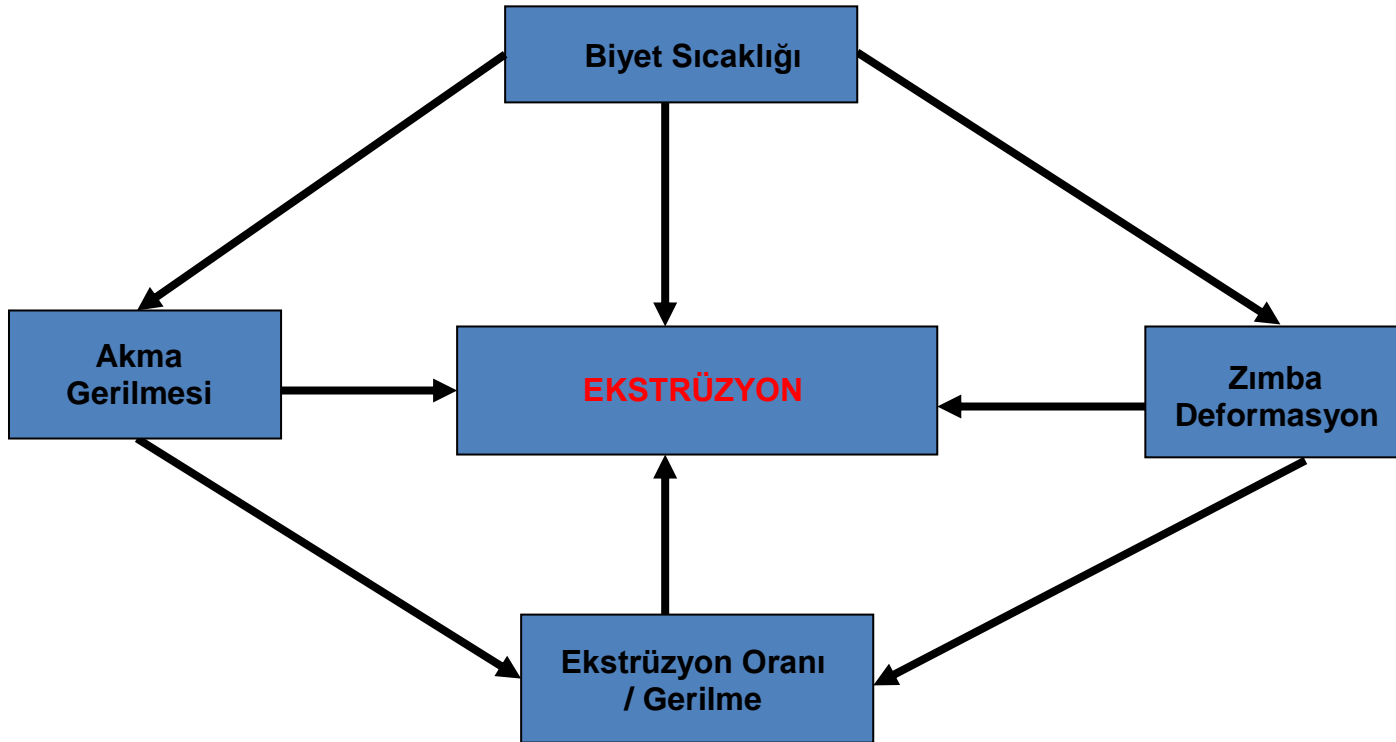 Biyet Sıcaklığı
Akma
Gerilmesi
EKSTRÜZYON
Zımba
Deformasyon
Ekstrüzyon Oranı
/ Gerilme